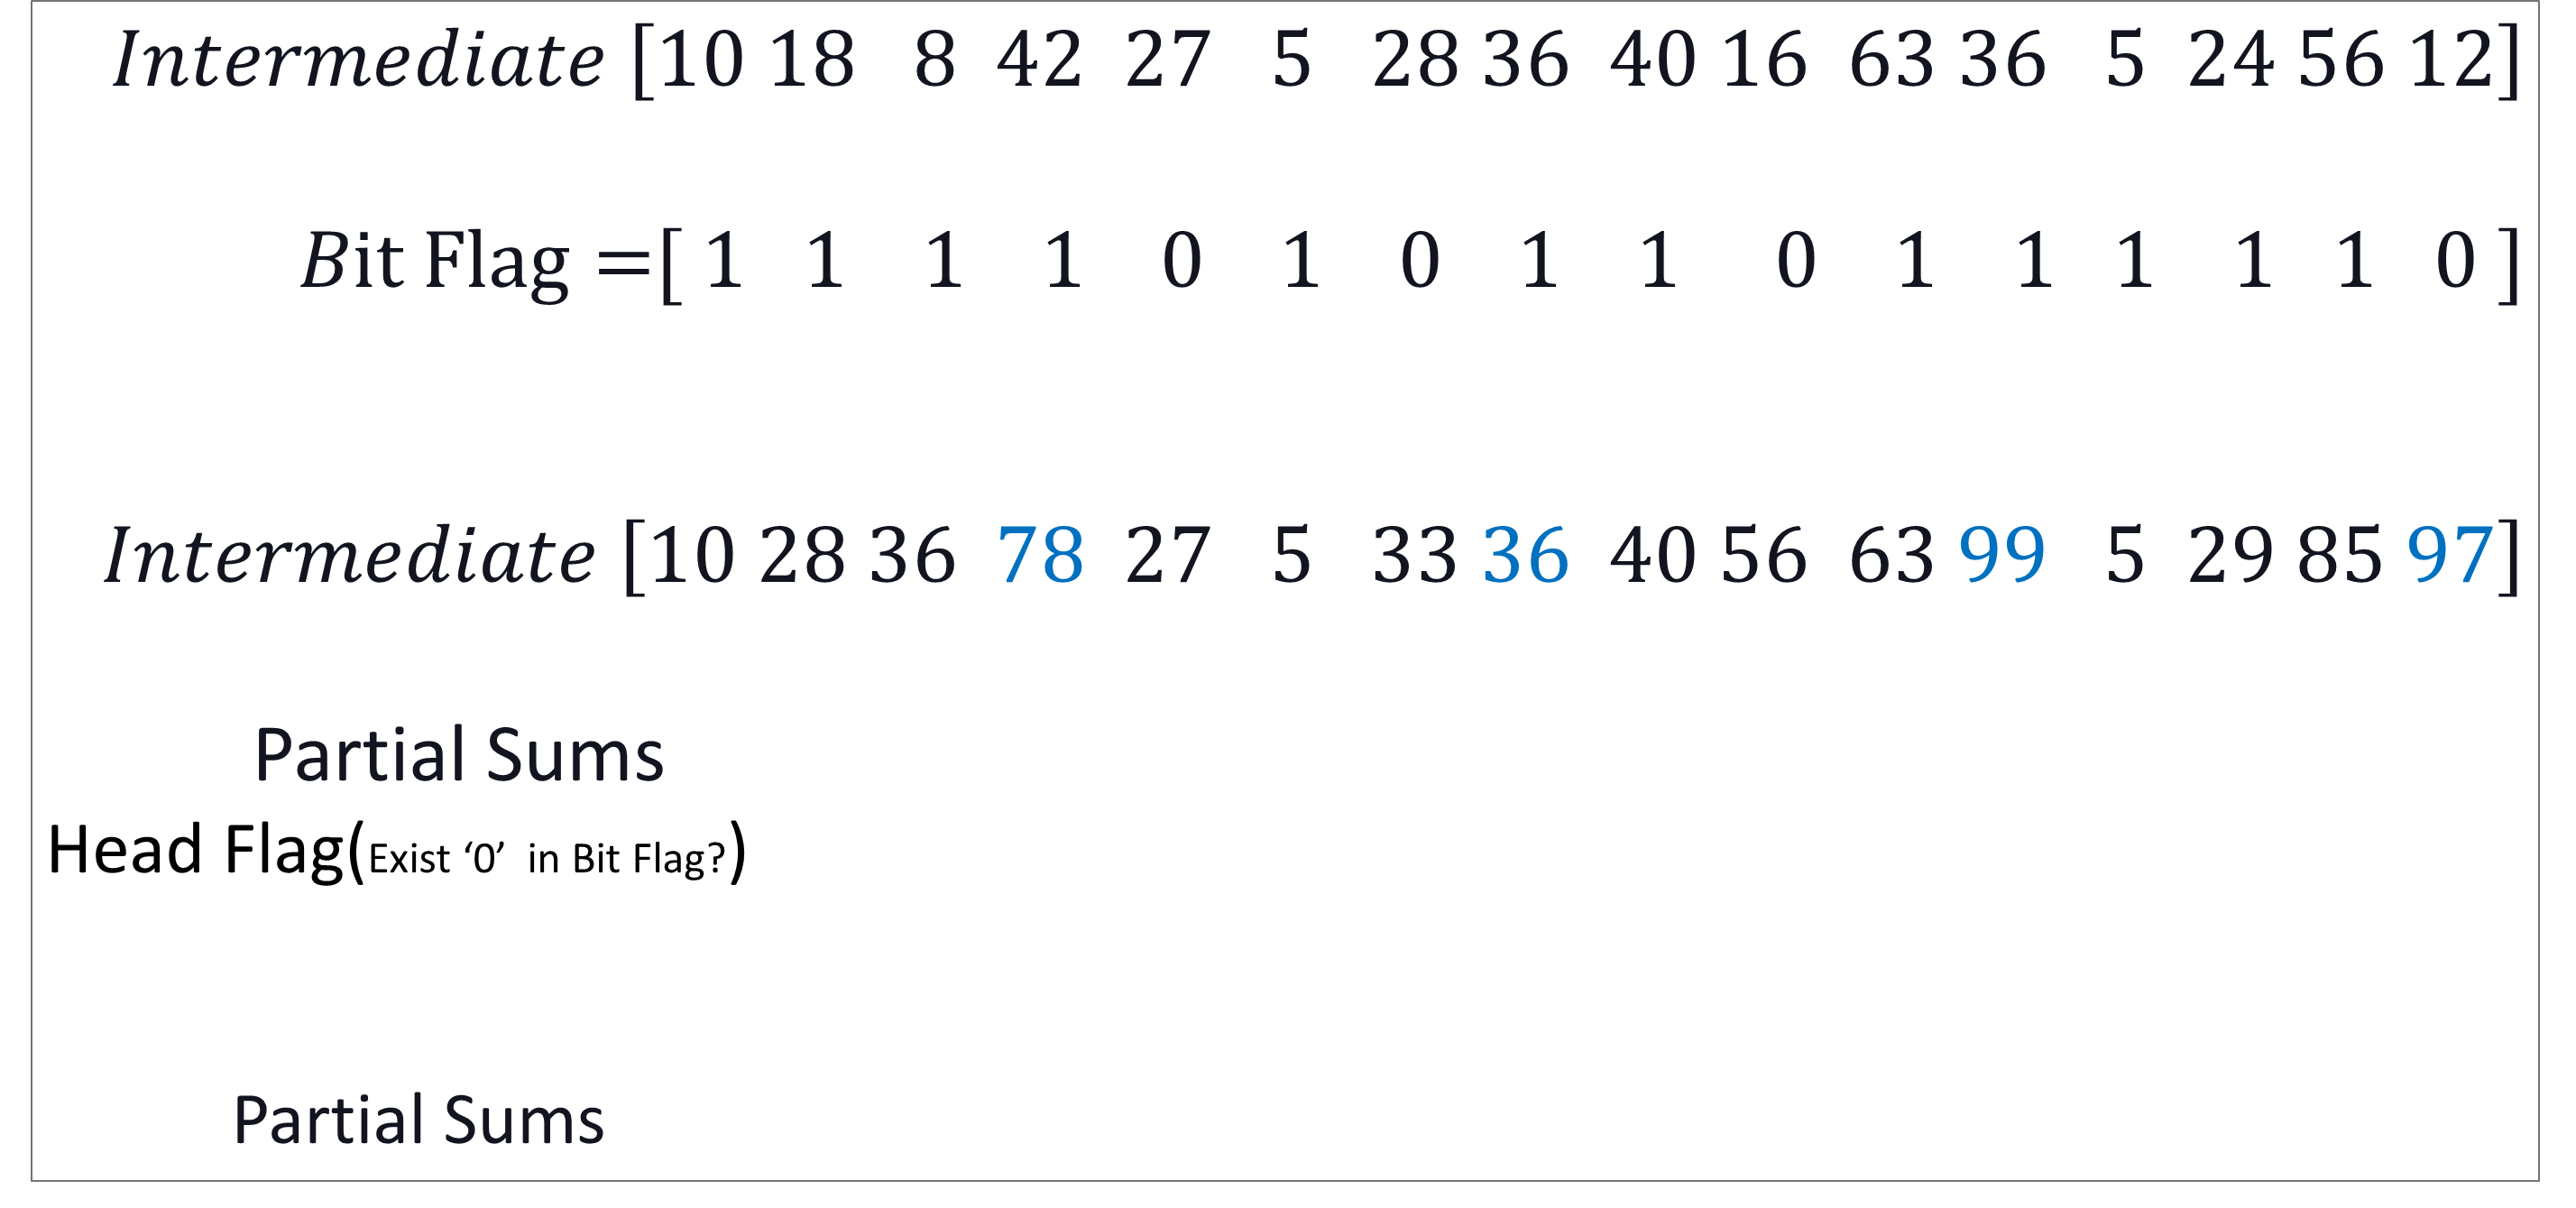 Intermediate [10 18 8 42 27 5 28 36 40 16 63 36 5 24 56 12]
Bit Flag =[ 1 1 1 1 0 1 0 1 1 0 1 1 1 1 1 0 ]
Intermediate [10 28 36 78 27 5 33 36 40 56 63 99 5 29 85 97]
Partial Sums
Head Flag(Exist ‘0’ in Bit Flag?)
Partial Sums